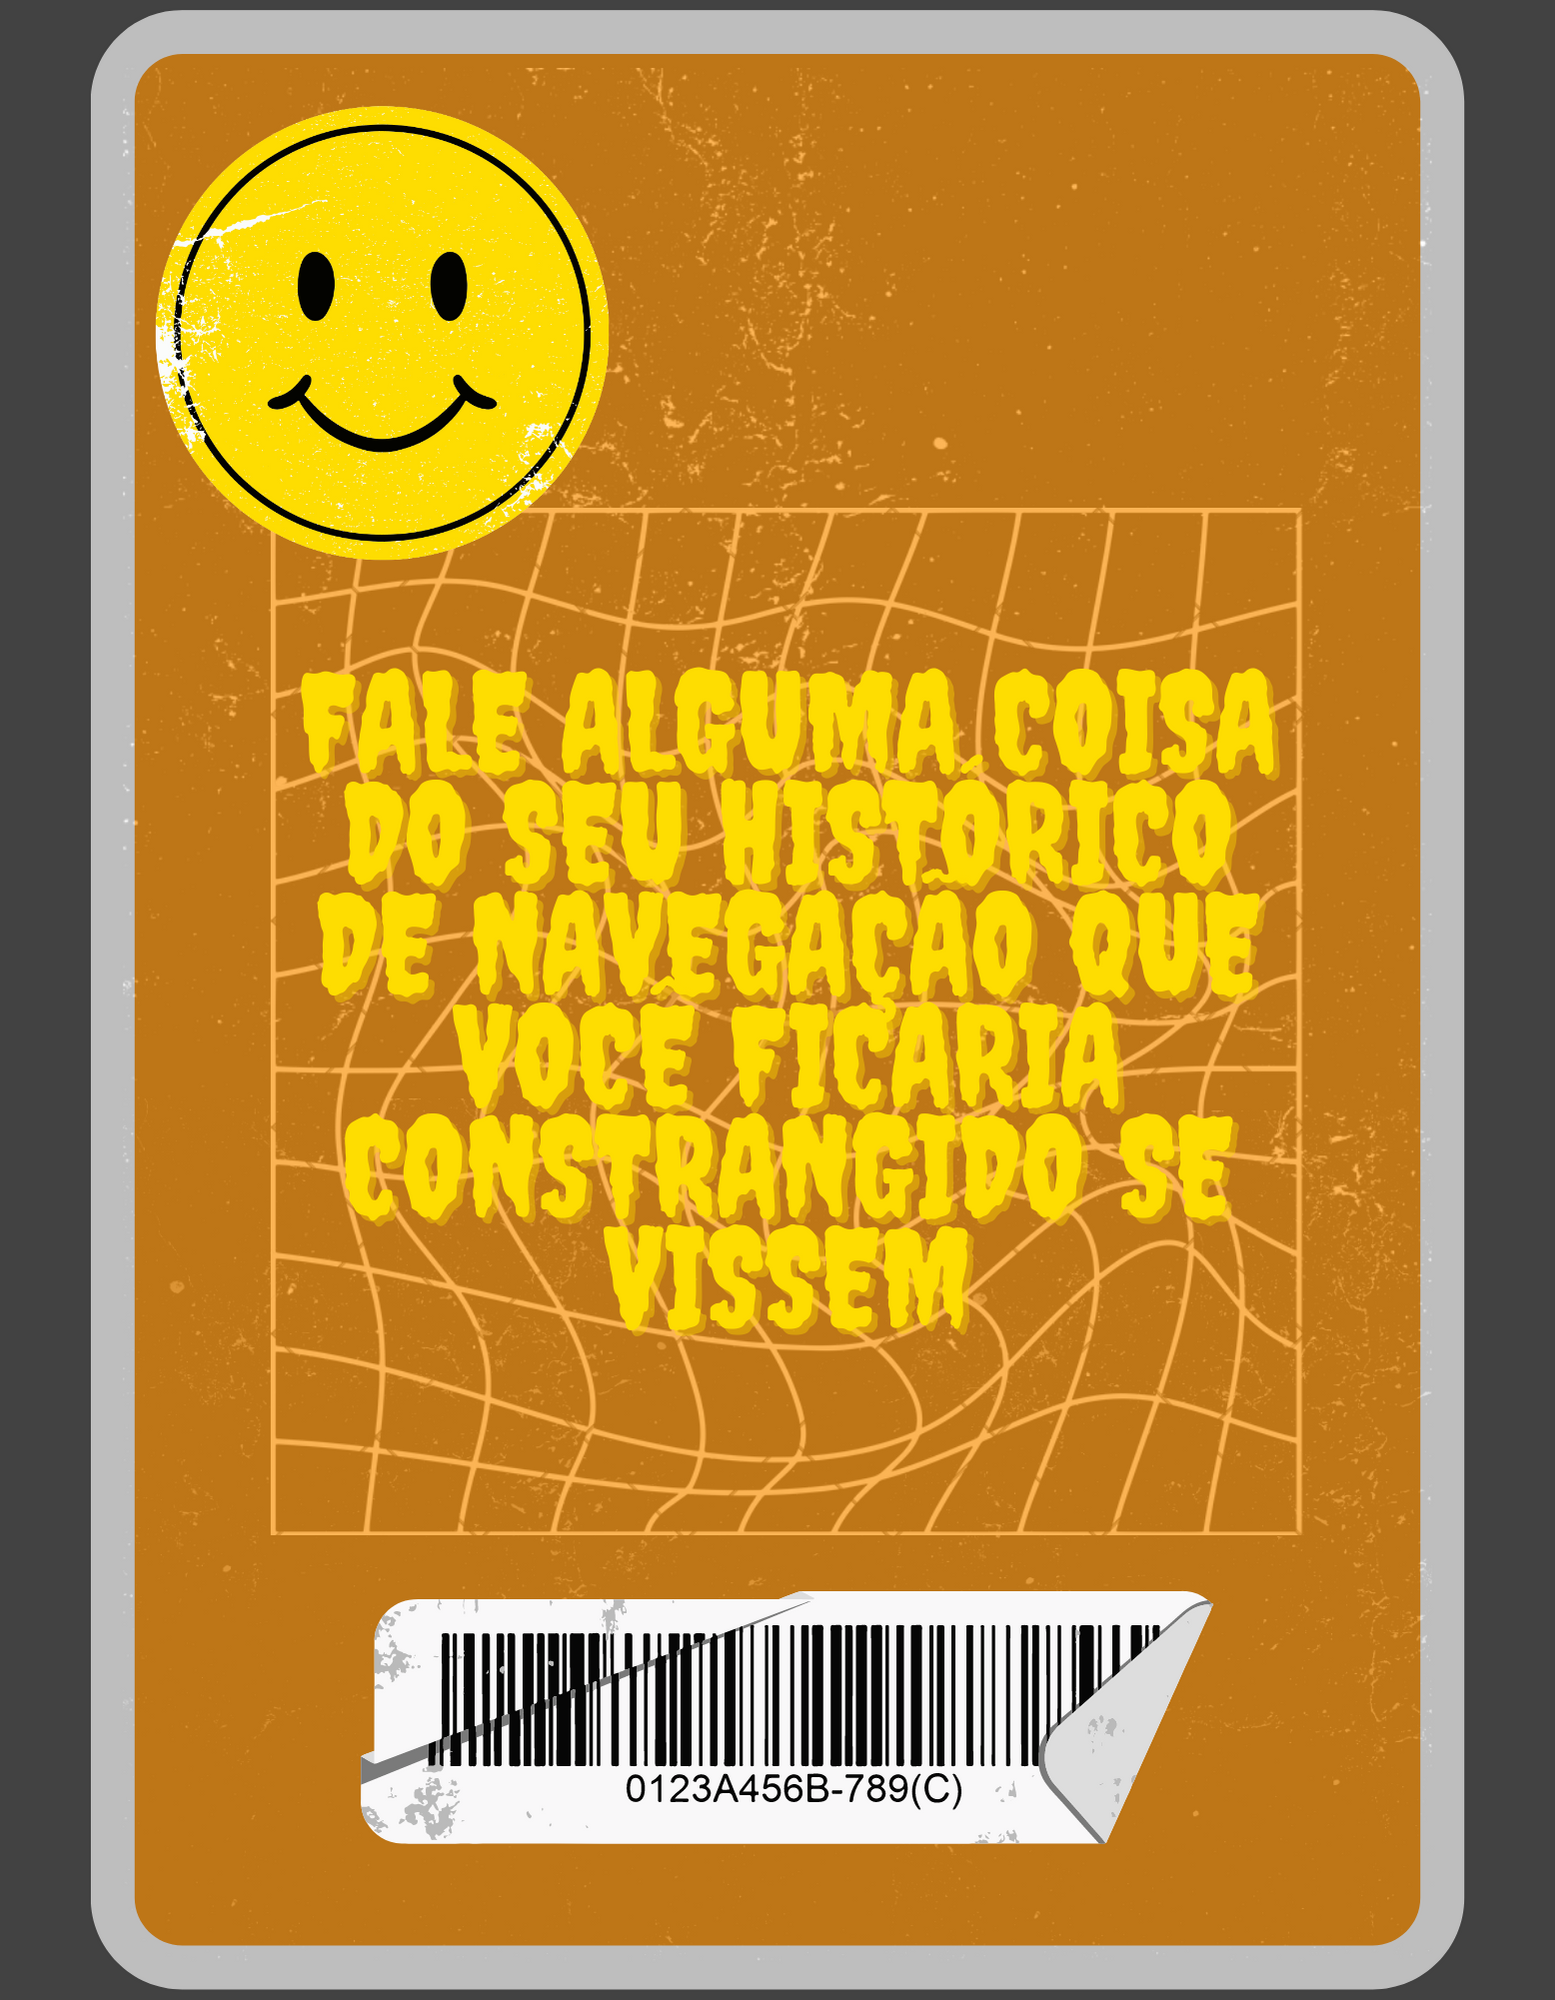 FALE ALGUMA COISA
DO SEU HISTÓRICO
DE NAVEGAÇÃO QUE
VOCÊ FICARIA
CONSTRANGIDO SE
VISSEM
0123A456B-789(C)